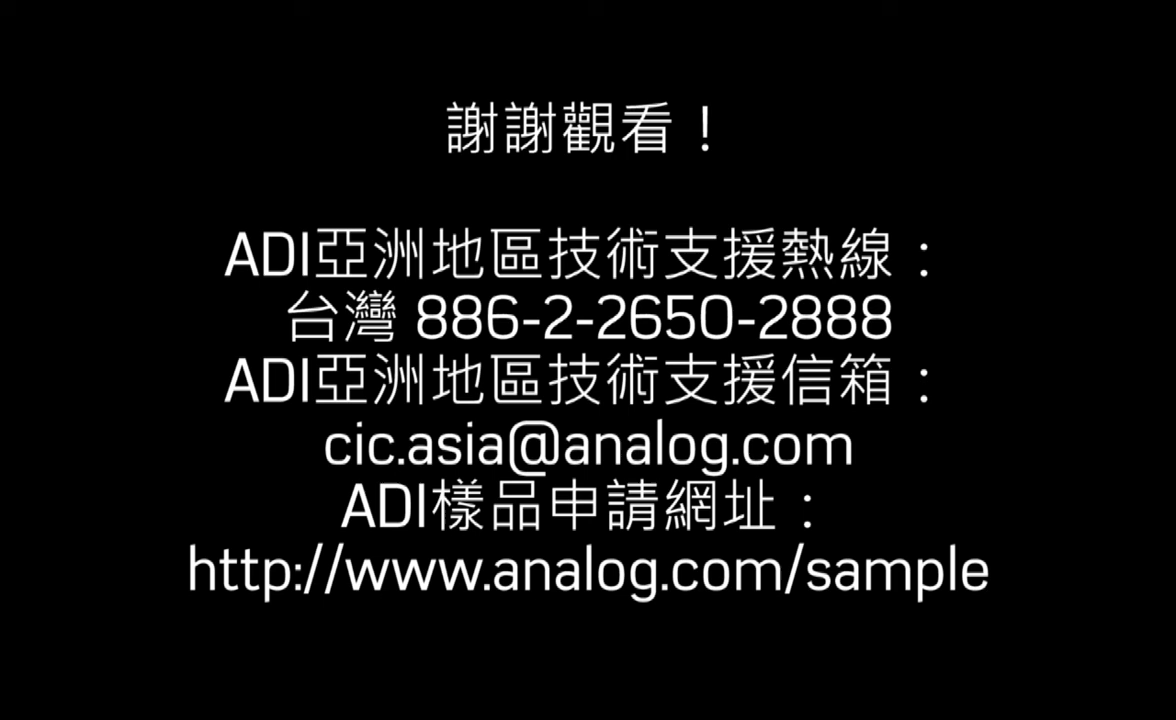 謝謝觀看！
ADI亞洲地區技術支援熱線：
台灣 886-2-2650-2888
ADI亞洲地區技術支援信箱：
cic.asia@analog.com
ADI樣品申請網址：
http://www.analog.com/sample